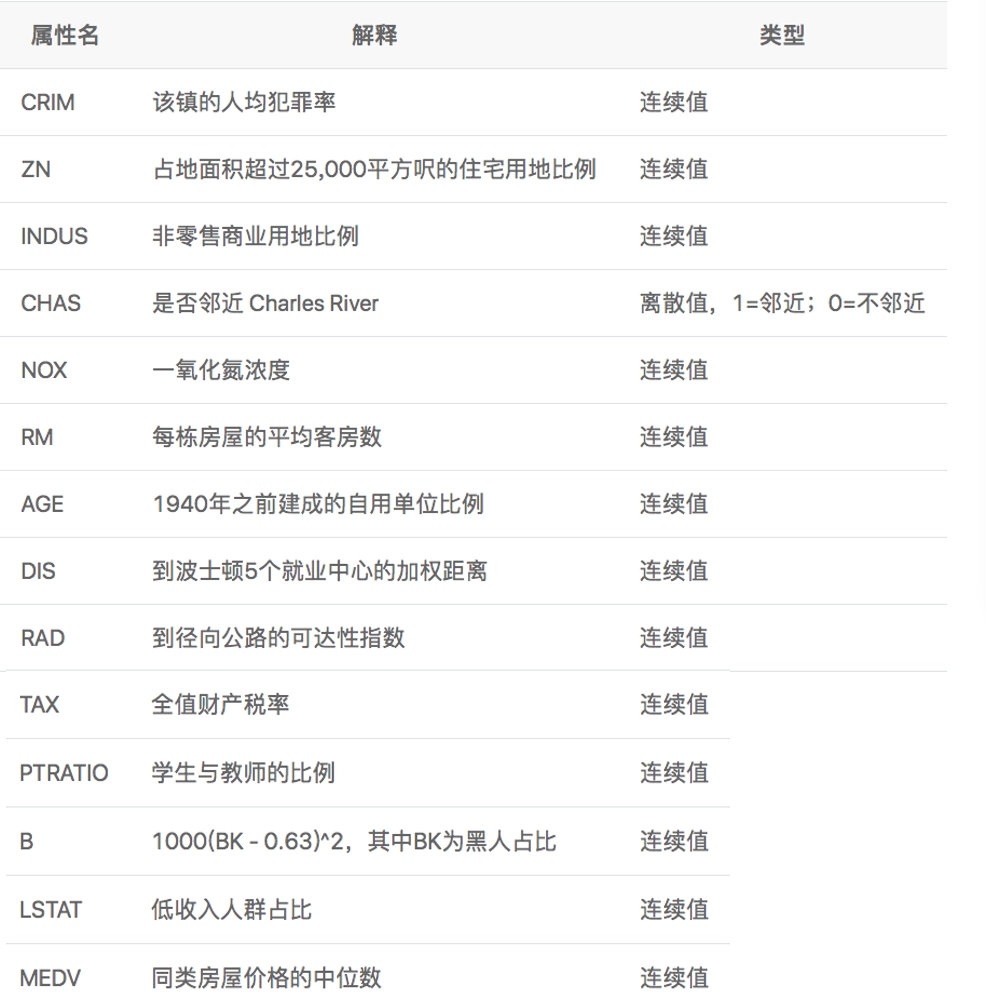 属性名 解释 类型
CRIM 该镇的人均犯罪率 连续值
ZN 占地面积超过25,000平方呎的住宅用地比例 连续值
INDUS 非零售商业用地比例 连续值
CHAS 是否邻近 Charles River 离散值，1=邻近；0=不邻近
NOX 一氧化氮浓度 连续值
RM 每栋房屋的平均客房数 连续值
AGE 1940年之前建成的自用单位比例 连续值
DIS 到波士顿5个就业中心的加权距离 连续值
RAD 到径向公路的可达性指数 连续值
TAX 全值财产税率 连续值
PTRATIO 学生与教师的比例 连续值
B 1000(BK - 0.63)^2，其中BK为黑人占比 连续值
LSTAT 低收入人群占比 连续值
MEDV 同类房屋价格的中位数 连续值